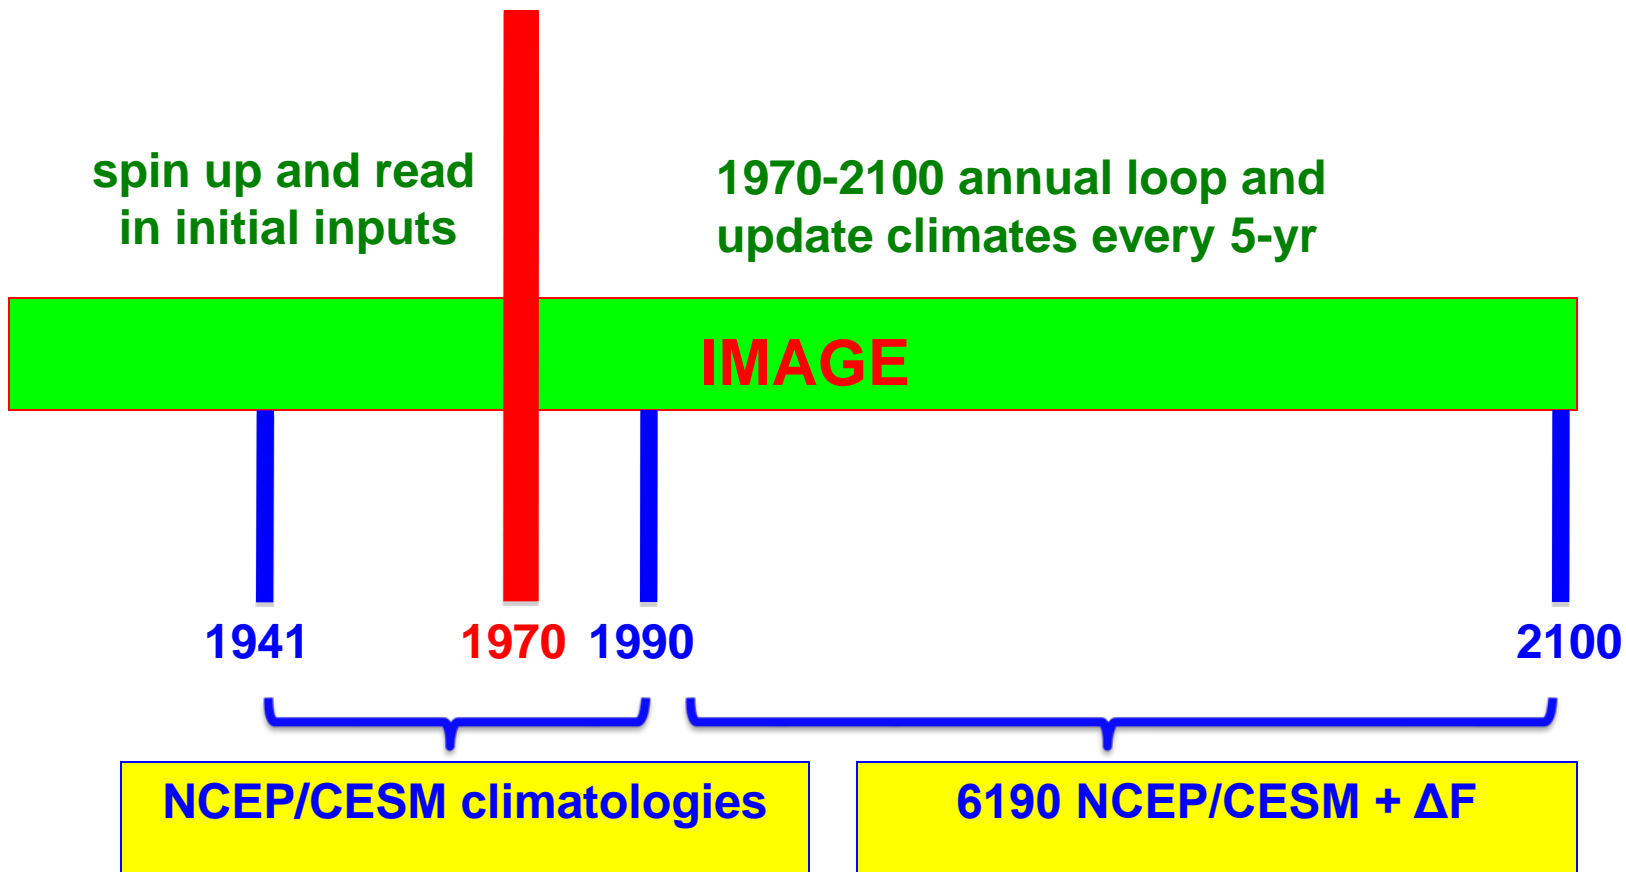 spin up and read
in initial inputs
1970-2100 annual loop and
update climates every 5-yr
IMAGE
1941
1970
1990
2100
NCEP/CESM climatologies
6190 NCEP/CESM + ΔF